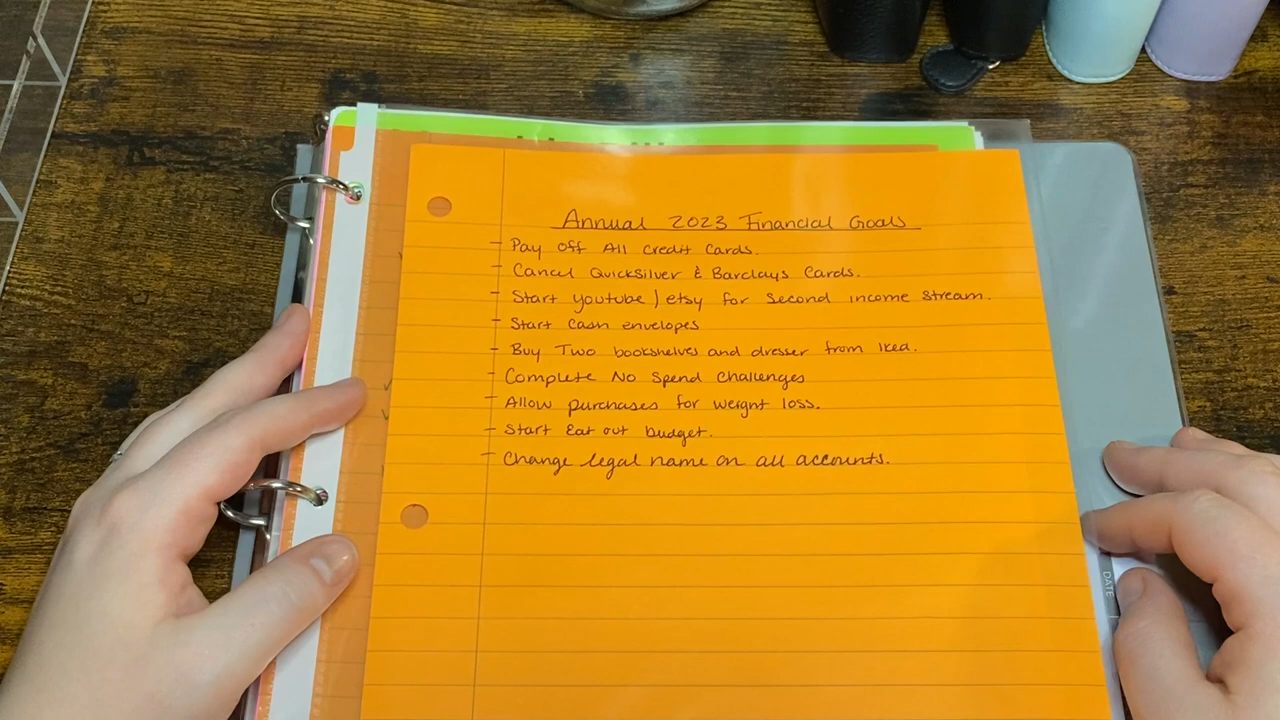 Annual 2023 Financial Goals
- Pay off All Credit Cards.
- Cancel Quicksilver & Barclays Cards.
- Start Youtube | etsy for second income stream.
- Start Cash envelopes
- Buy Two bookshelves and dresser from Ikea.
- Complete No Spend Challenges
- Allow purchases for weight loss.
- Start Eat out budget.
- Change legal name on all accounts.
DATE